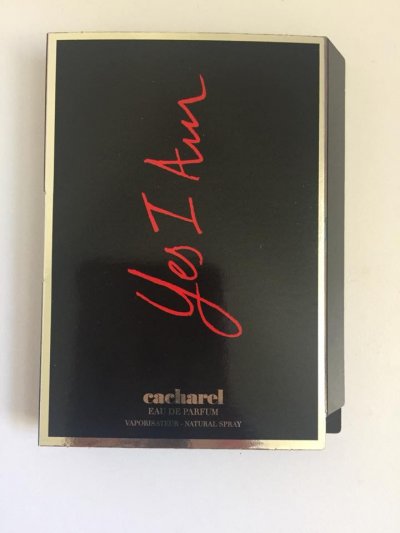 Yes I Am
cacharel
EAU DE PARFUM
VAPORISATEUR - NATURAL SPRAY